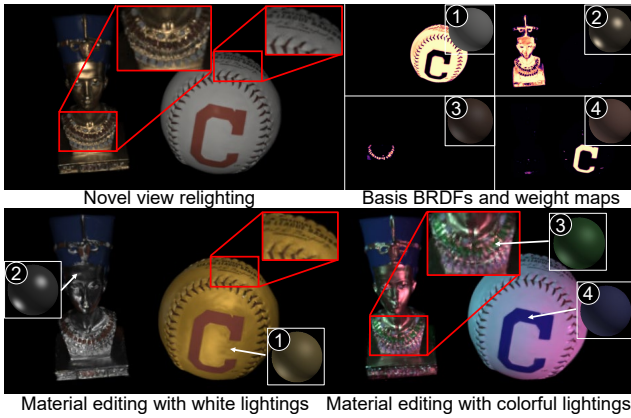 1
2
3
4
C
C
Novel view relighting
Basis BRDFs and weight maps
2
1
3
4
C
C
Material editing with white lightings
Material editing with colorful lightings